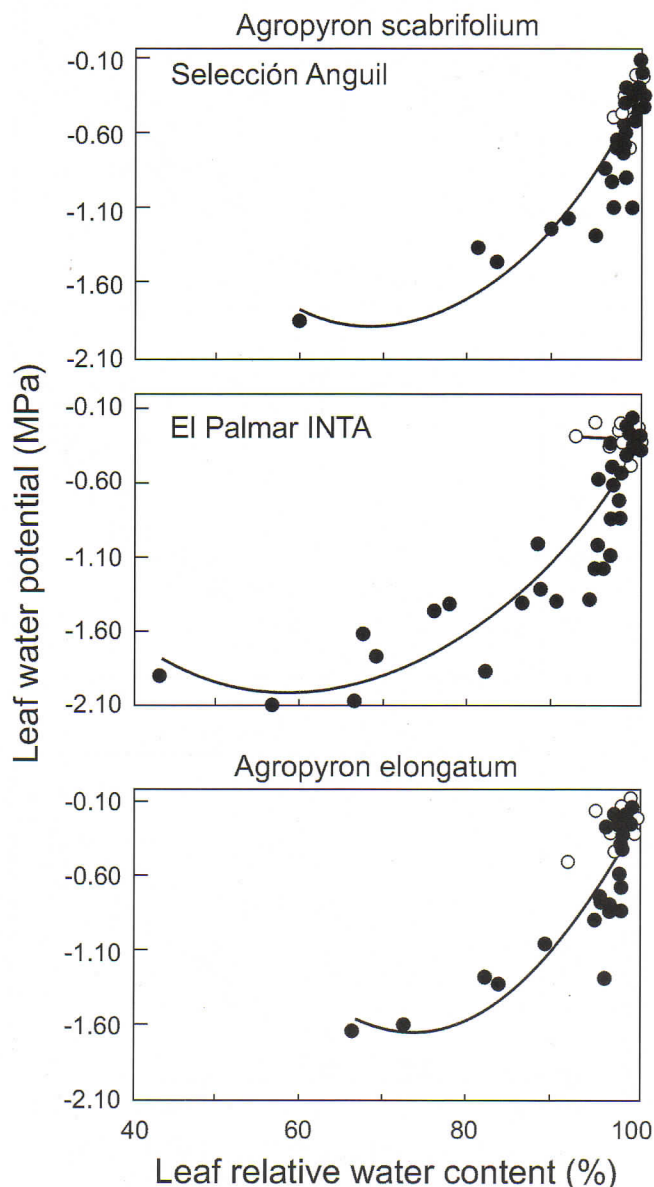 Agropyron scabrifolium
Selección Anguil
-0.10
-0.60
-1.10
-1.60
-2.10
El Palmar INTA
-0.10
-0.60
-1.10
-1.60
-2.10
Agropyron elongatum
-0.10
-0.60
-1.10
-1.60
-2.10
40 60 80 100
Leaf water potential (MPa)
Leaf relative water content (%)